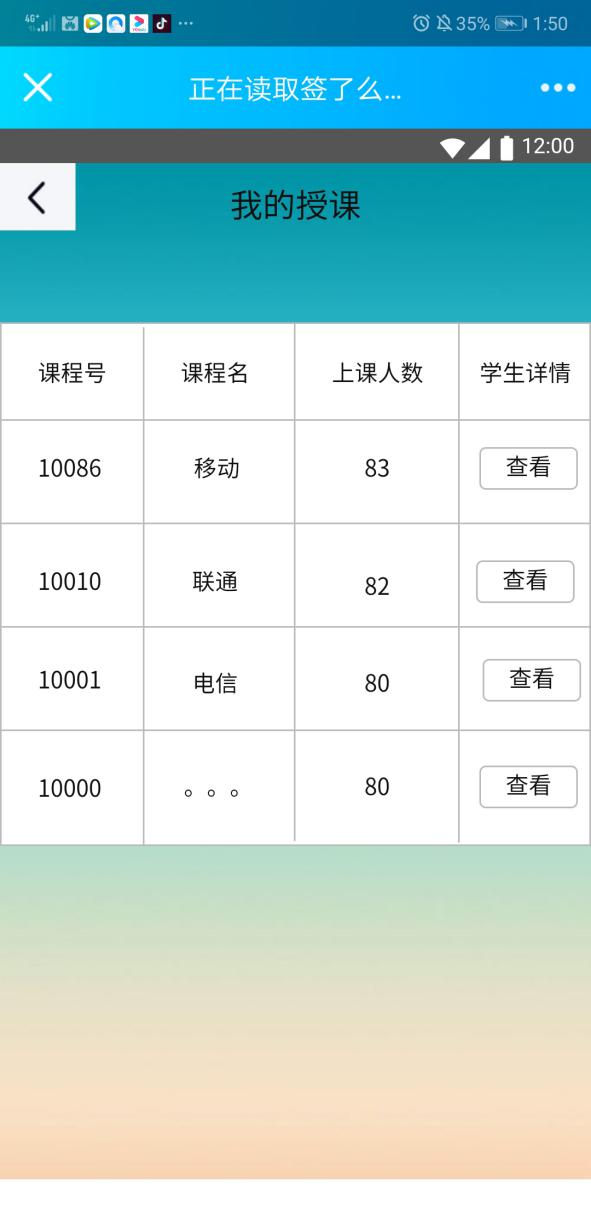 4G+ 35% 1:50
正在读取签了么...
12:00
我的授课
课程号 课程名 上课人数 学生详情
10086 移动 83 查看
10010 联通 82 查看
10001 电信 80 查看
10000 。。。 80 查看